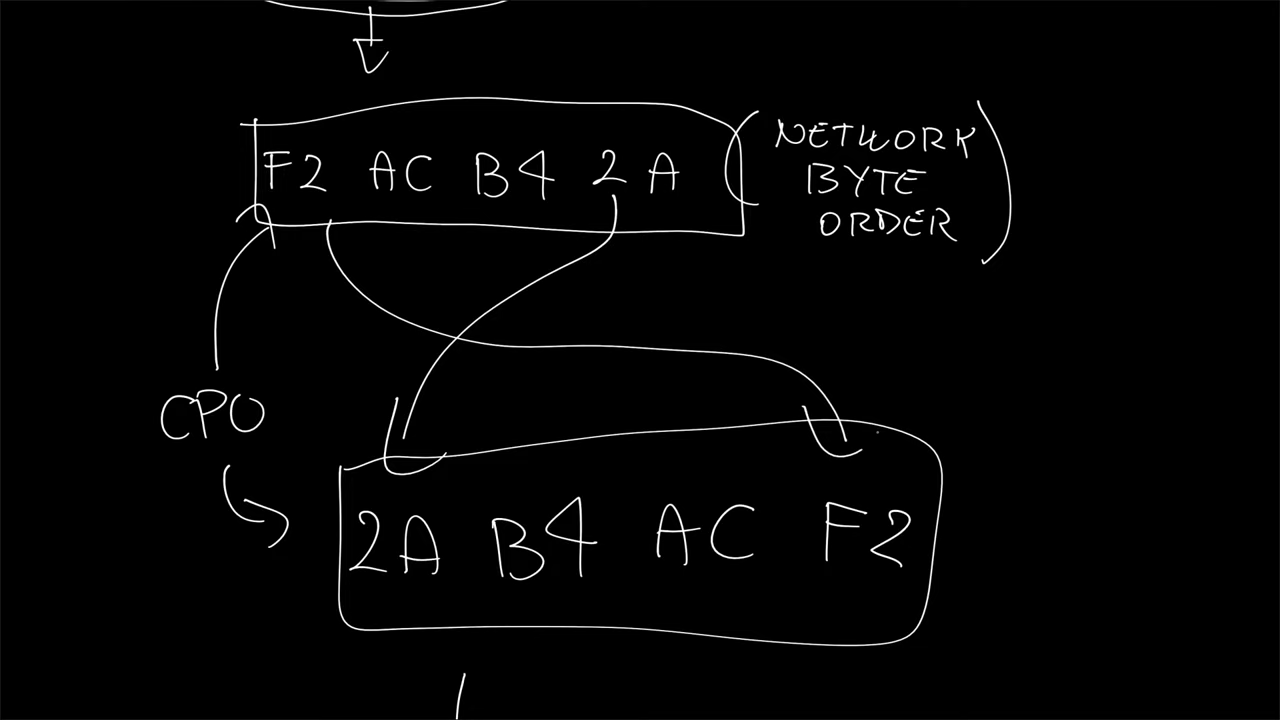 F2 AC B4 2A
NETWORK
BYTE
ORDER
CPU
2A B4 AC F2